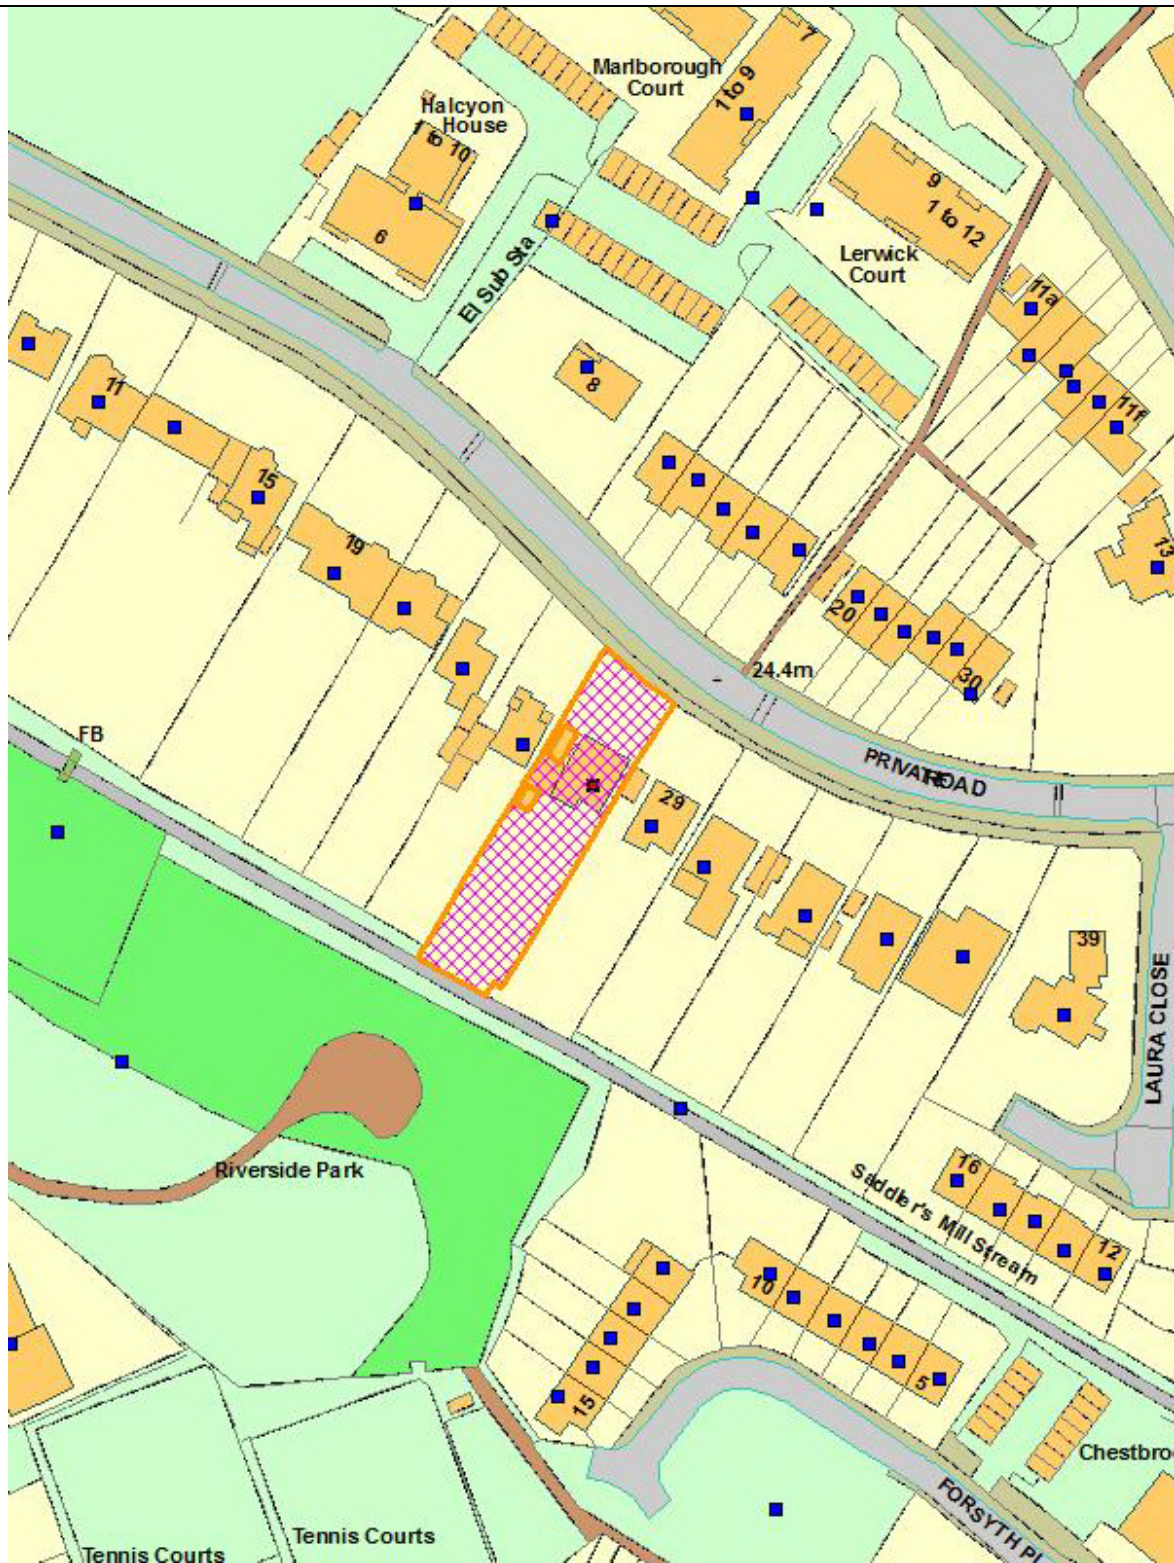 7
Marlborough
Court
1 to 9
Halcyon
House
1 to 10
6
9
1 to 12
Lerwick
Court
El Sub Sta
11a
8
11
11f
15
19
13
20
30
24.4m
FB
PRIVATE
ROAD
29
39
LAURA CLOSE
Riverside Park
16
Saddler's Mill Stream
12
10
5
15
Chestbro
FORSYTH
Tennis Courts
Tennis Courts